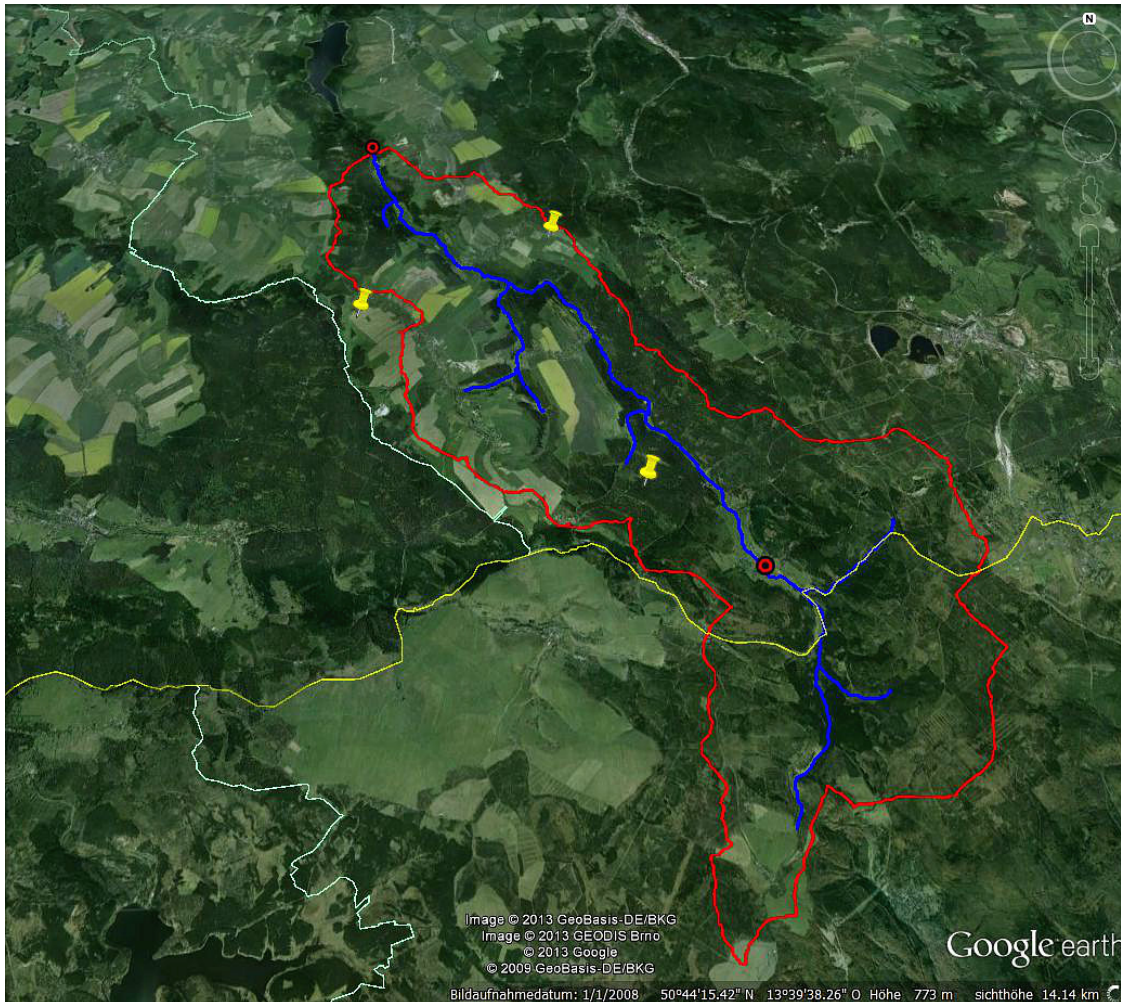 N
Image © 2013 GeoBasis-DE/BKG
Image © 2013 GEODIS Brno
© 2013 Google
© 2009 GeoBasis-DE/BKG
Google earth
Bildaufnahmedatum: 1/1/2008 50°44'15.42" N 13°39'38.26" O Höhe 773 m sichthöhe 14.14 km